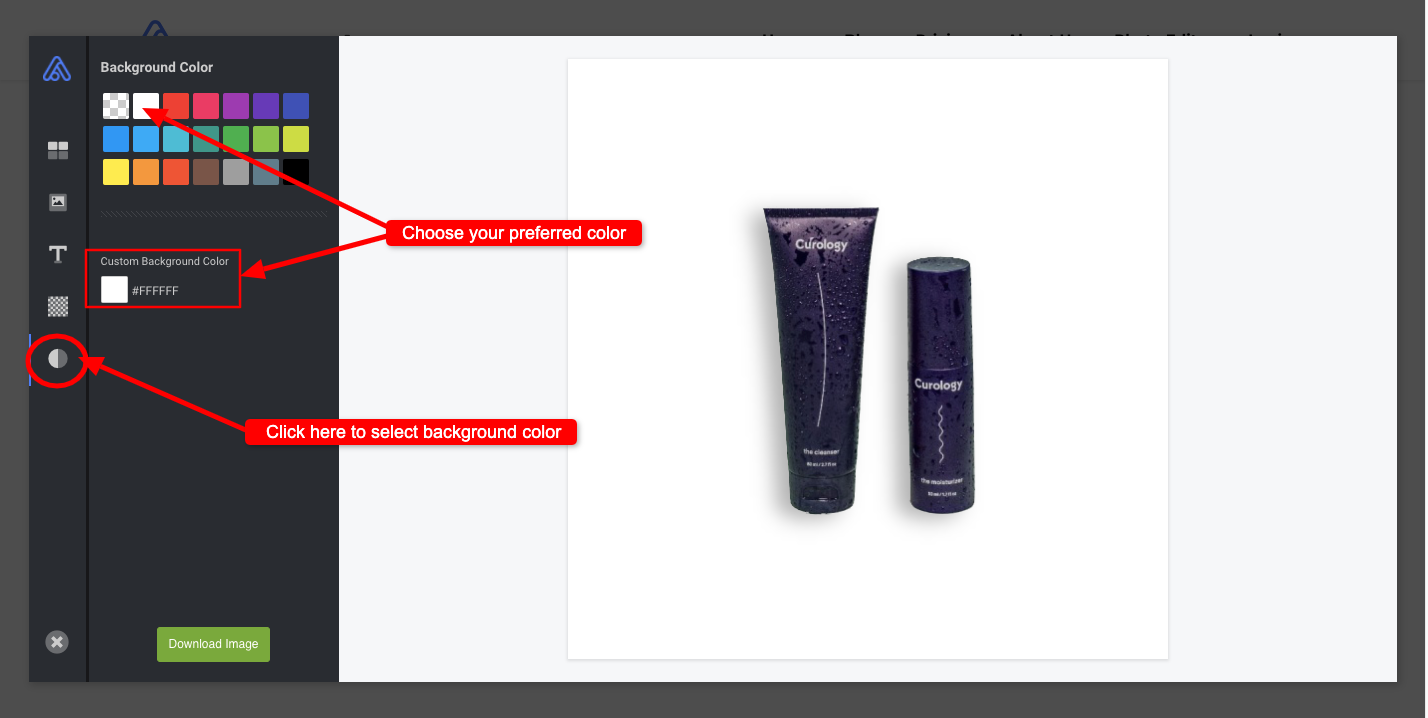 Background Color
Choose your preferred color
Custom Background Color
#FFFFFF
Click here to select background color
Download Image
Curology
the cleanser
Curology
the moisturizer